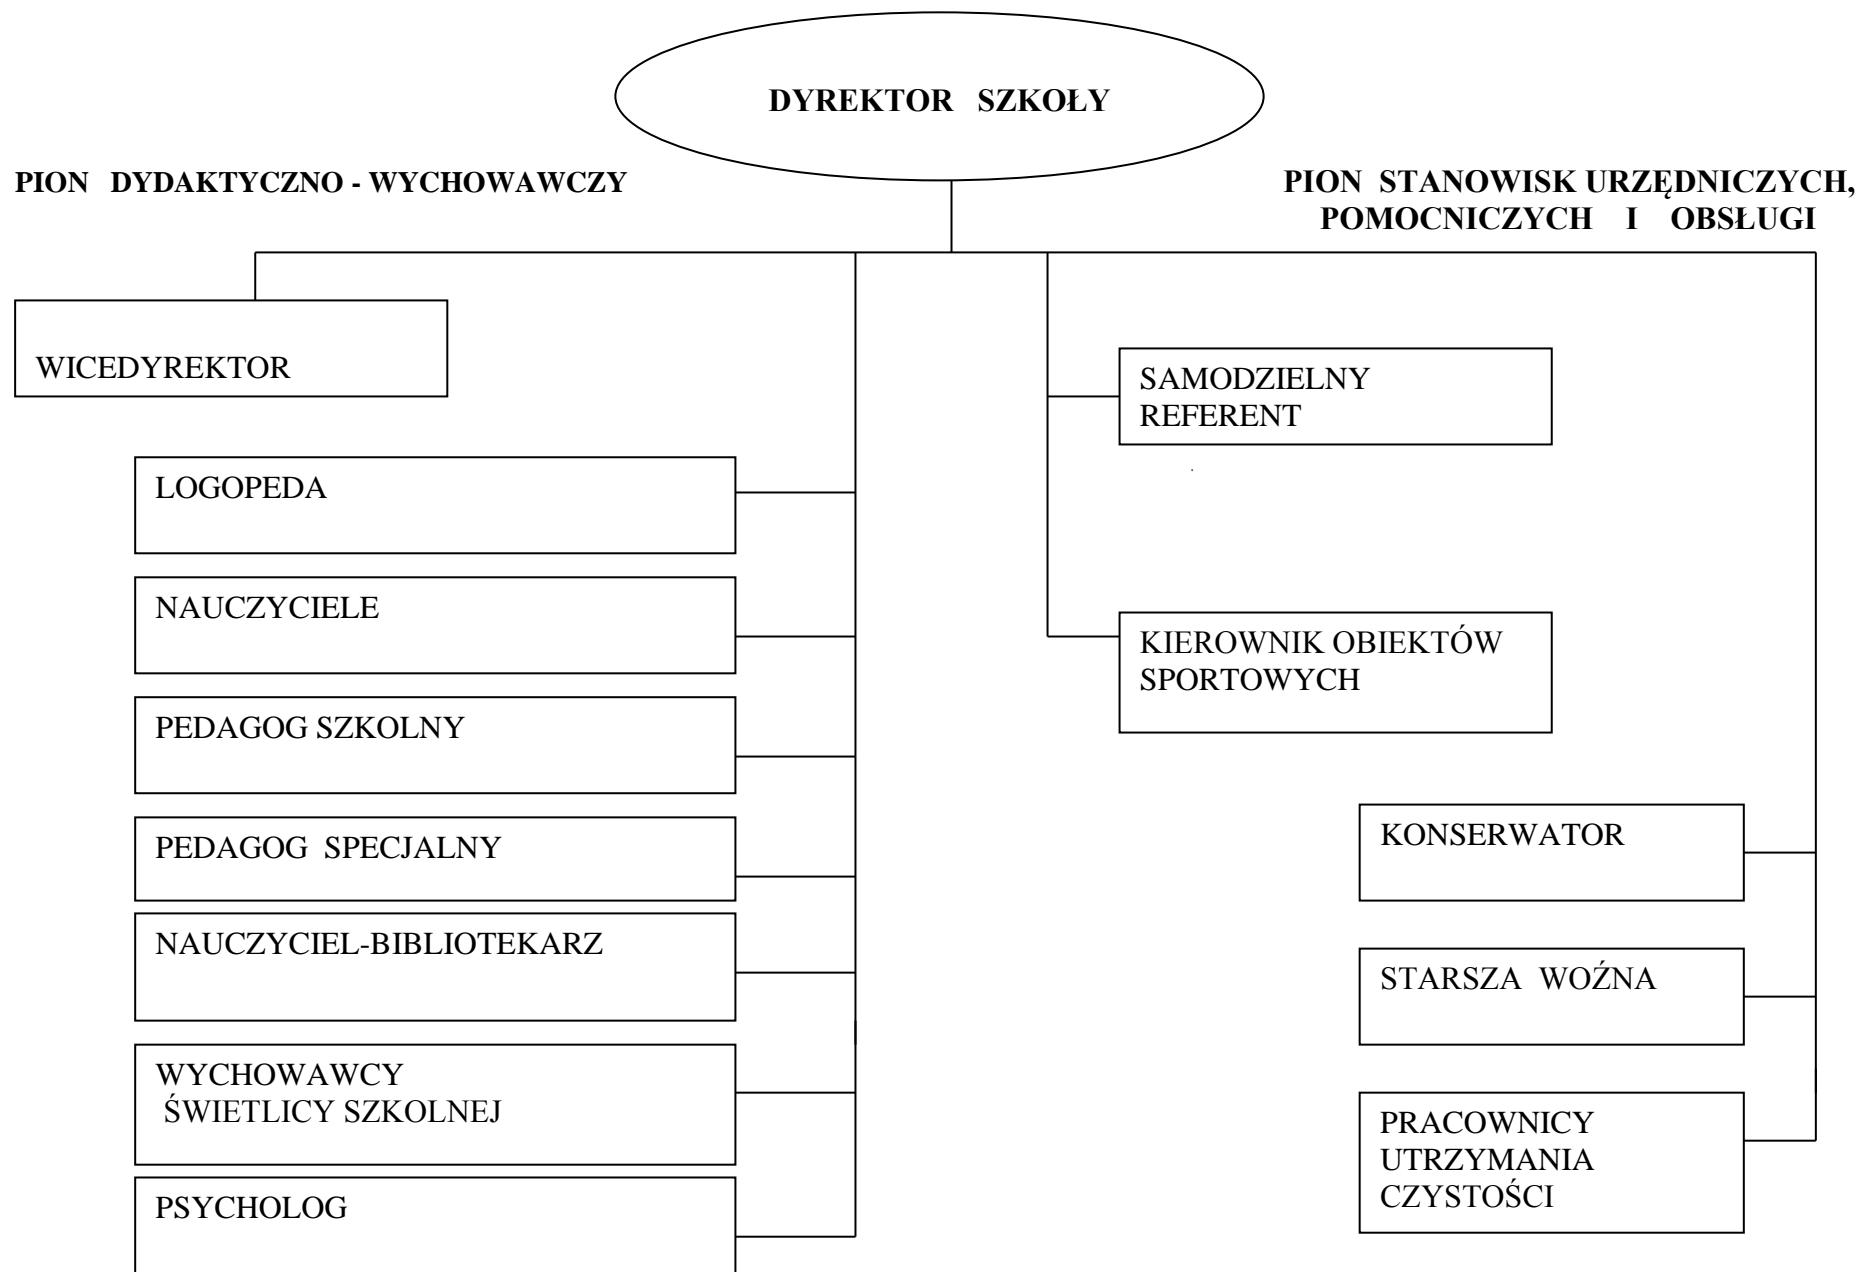 DYREKTOR SZKOŁY
PION DYDAKTYCZNO - WYCHOWAWCZY
PION STANOWISK URZĘDNICZYCH,
POMOCNICZYCH I OBSŁUGI
WICEDYREKTOR
LOGOPEDA
NAUCZYCIELE
PEDAGOG SZKOLNY
PEDAGOG SPECJALNY
NAUCZYCIEL-BIBLIOTEKARZ
WYCHOWAWCY
ŚWIETLICY SZKOLNEJ
PSYCHOLOG
SAMODZIELNY
REFERENT
KIEROWNIK OBIEKTÓW
SPORTOWYCH
KONSERWATOR
STARSZA WOŹNA
PRACOWNICY
UTRZYMANIA
CZYSTOŚCI